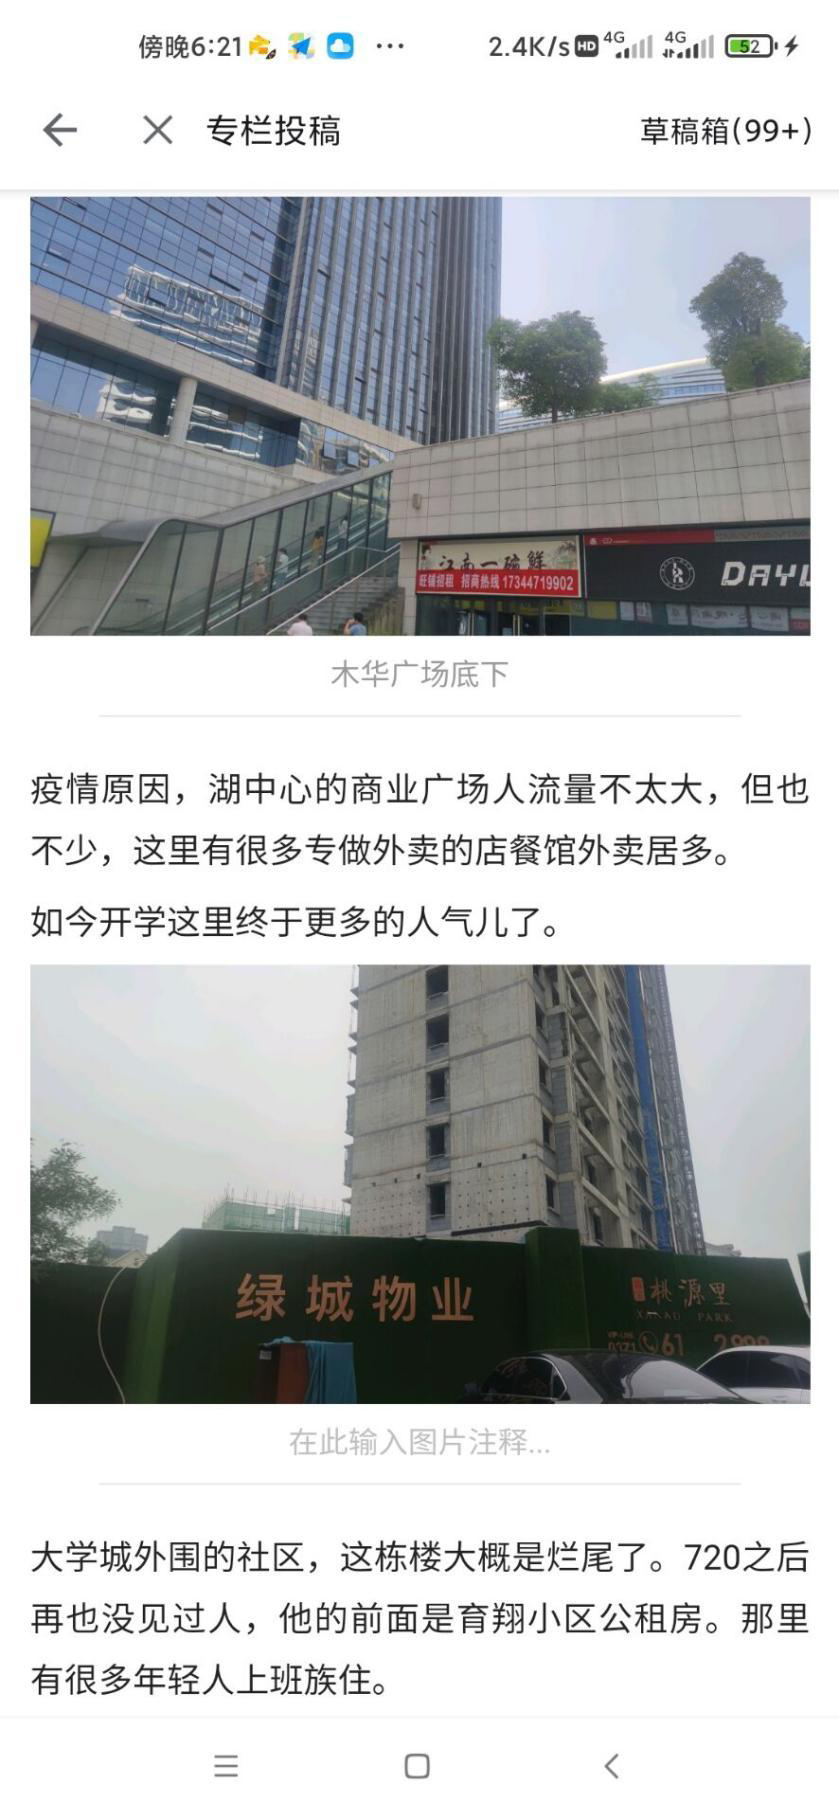 傍晚6:21
2.4K/s HD 4G 4G 52
专栏投稿
草稿箱(99+)
江南一碗鲜
旺铺招租 招商热线 17344719902
DAYL
木华广场底下
疫情原因，湖中心的商业广场人流量不太大，但也
不少，这里有很多专做外卖的店餐馆外卖居多。
如今开学这里终于更多的人气儿了。
绿城物业
桃源里
XANAD PARK
VIP-LINE
0371 61 2999
在此输入图片注释...
大学城外围的社区，这栋楼大概是烂尾了。720之后
再也没见过人，他的前面是育翔小区公租房。那里
有很多年轻人上班族住。